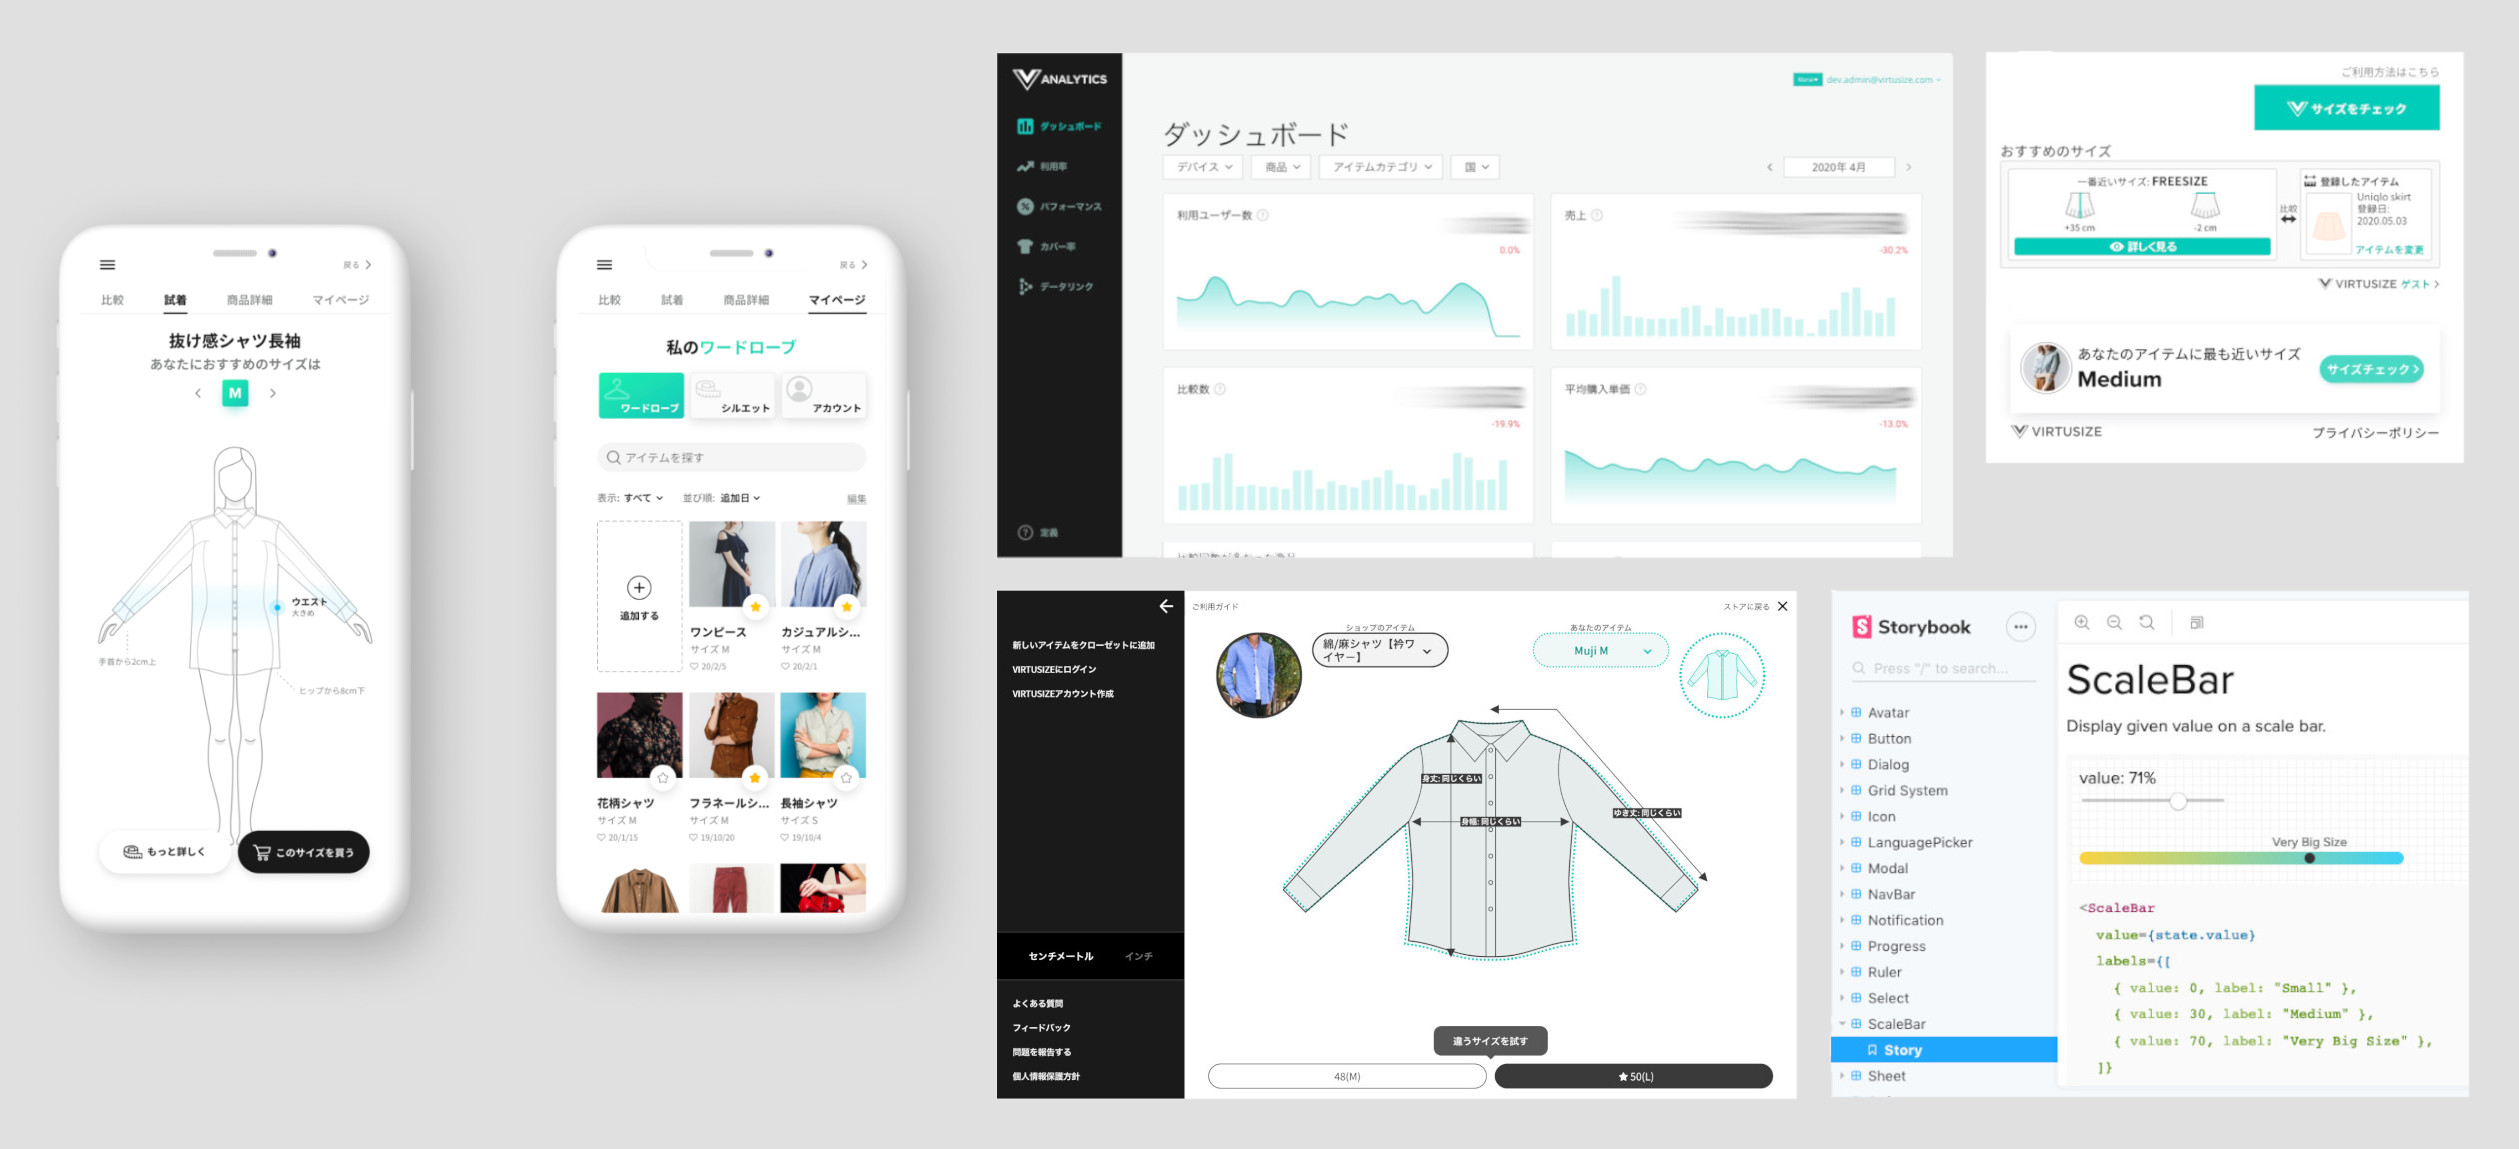 戻る
比較 試着 商品詳細 マイページ
抜け感シャツ長袖
あなたにおすすめのサイズは
M
ウエスト
大きめ
手首から2cm上
ヒップから8cm下
もっと詳しく
このサイズを買う
戻る
比較 試着 商品詳細 マイページ
私のワードローブ
ワードローブ シルエット アカウント
アイテムを探す
表示: すべて 並び順: 追加日 編集
追加する
ワンピース
サイズ M
20/2/5
カジュアルシ...
サイズ M
20/2/1
花柄シャツ
サイズ M
20/1/15
フラネールシ...
サイズ M
19/10/20
長袖シャツ
サイズ S
19/10/4
ANALYTICS
ダッシュボード
利用率
パフォーマンス
カバー率
データリンク
定義
dev.admin@virtusize.com
ダッシュボード
デバイス 商品 アイテムカテゴリ 国
2020年 4月
利用ユーザー数
0.0%
売上
-30.2%
比較数
-19.9%
平均購入単価
-13.0%
ご利用方法はこちら
サイズをチェック
おすすめのサイズ
一番近いサイズ: FREESIZE
+35 cm -2 cm
詳しく見る
比較
登録したアイテム
Uniqlo skirt
登録日:
2020.05.03
アイテムを変更
VIRTUSIZE ゲスト
あなたのアイテムに最も近いサイズ
Medium
サイズチェック
VIRTUSIZE
プライバシーポリシー
新しいアイテムをクローゼットに追加
VIRTUSIZEにログイン
VIRTUSIZEアカウント作成
センチメートル インチ
よくある質問
フィードバック
問題を報告する
個人情報保護方針
ご利用ガイド
ストアに戻る
ショップのアイテム
綿/麻シャツ【衿ワ
イヤー】
あなたのアイテム
Muji M
身丈: 同じくらい
ゆき丈: 同じくらい
身幅: 同じくらい
違うサイズを試す
48(M)
★50(L)
Storybook
Press "/" to search...
Avatar
Button
Dialog
Grid System
Icon
LanguagePicker
Modal
NavBar
Notification
Progress
Ruler
Select
ScaleBar
Story
Sheet
ScaleBar
Display given value on a scale bar.
value: 71%
Very Big Size
<ScaleBar
value={state.value}
labels={[
{ value: 0, label: "Small" },
{ value: 30, label: "Medium" },
{ value: 70, label: "Very Big Size" },
]}